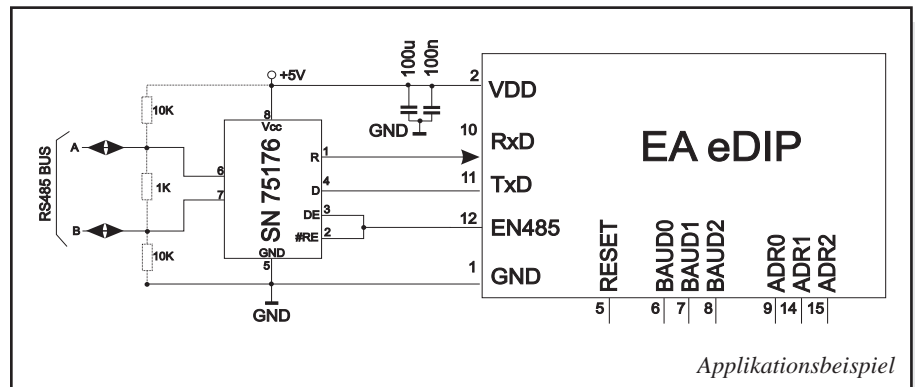 +5V
100u
100n
2
VDD
10K
8
Vcc
GND
10
RxD
EA eDIP
RS485 BUS
A
6
SN 75176
R
1
11
TxD
1K
7
D
4
DE
3
12
EN485
B
#RE
2
10K
GND
5
1
GND
GND
RESET
BAUD0
BAUD1
BAUD2
ADR0
ADR1
ADR2
5
6
7
8
9
14
15
Applikationsbeispiel